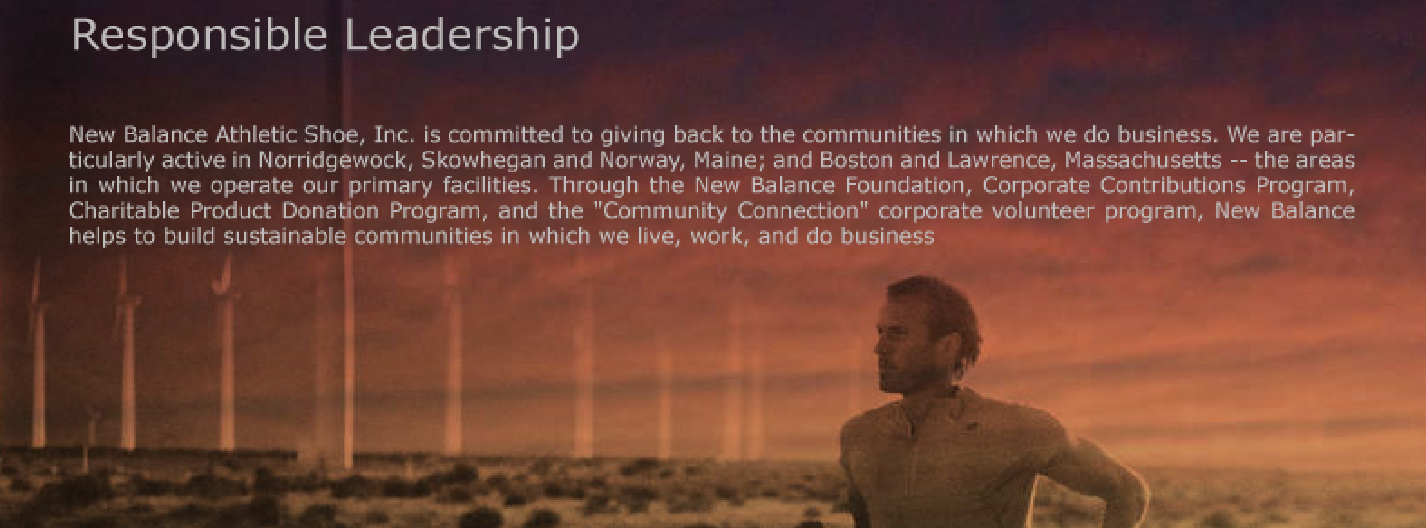 Responsible Leadership
New Balance Athletic Shoe, Inc. is committed to giving back to the communities in which we do business. We are par-
ticularly active in Norridgewock, Skowhegan and Norway, Maine; and Boston and Lawrence, Massachusetts -- the areas
in which we operate our primary facilities. Through the New Balance Foundation, Corporate Contributions Program,
Charitable Product Donation Program, and the "Community Connection" corporate volunteer program, New Balance
helps to build sustainable communities in which we live, work, and do business